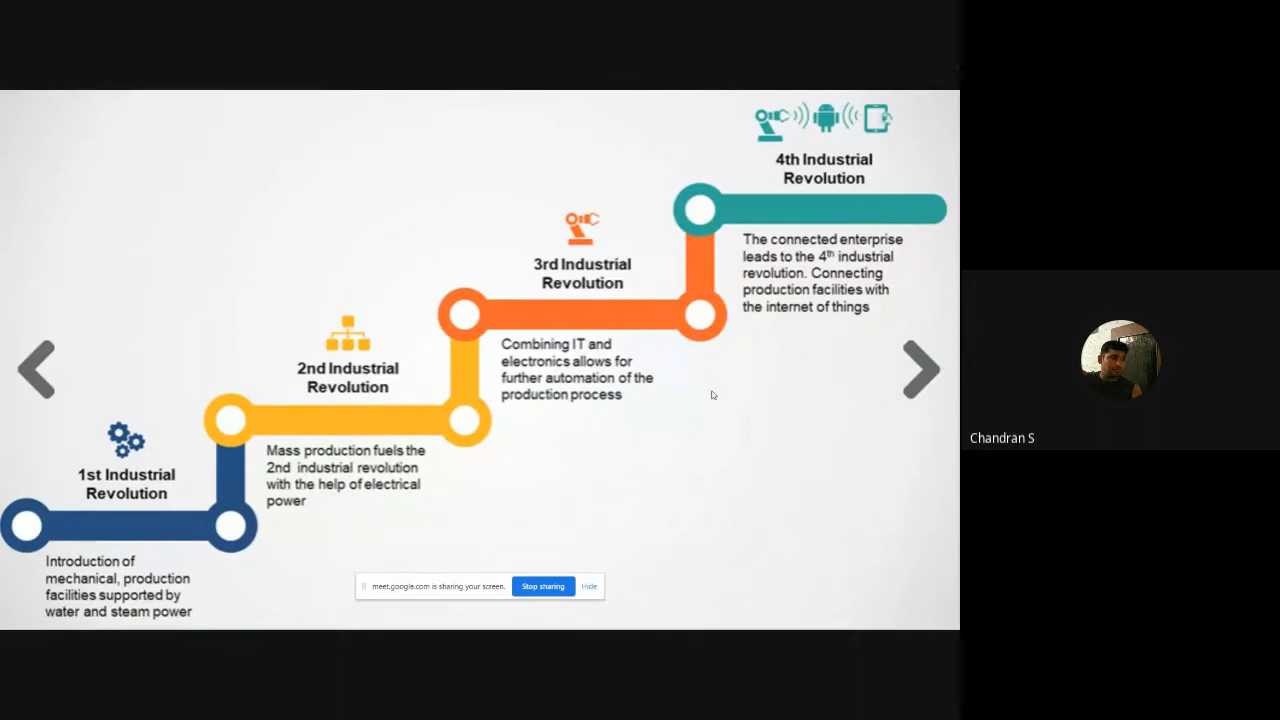 4th Industrial
Revolution
The connected enterprise
leads to the 4th industrial
revolution. Connecting
production facilities with
the internet of things
3rd Industrial
Revolution
Combining IT and
electronics allows for
further automation of the
production process
2nd Industrial
Revolution
Mass production fuels the
2nd industrial revolution
with the help of electrical
power
1st Industrial
Revolution
Introduction of
mechanical, production
facilities supported by
water and steam power
meet.google.com is sharing your screen. Stop sharing Hide
Chandran S